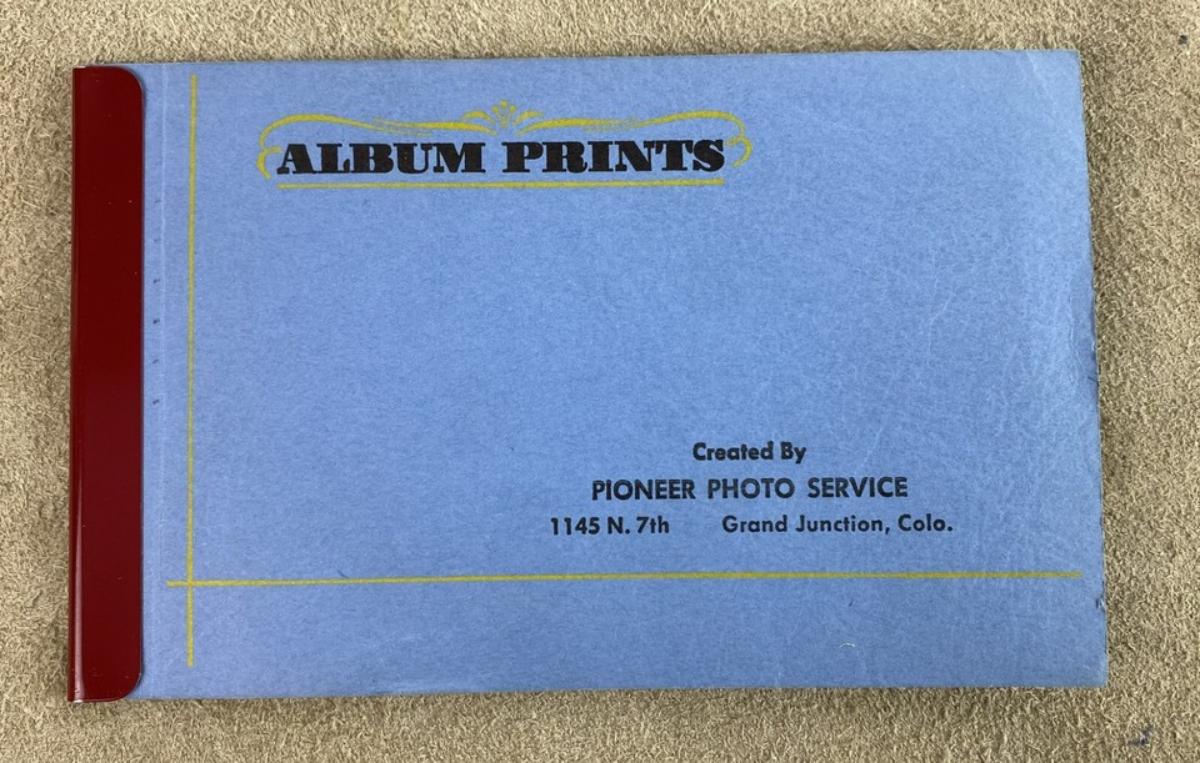 ALBUM PRINTS
Created By
PIONEER PHOTO SERVICE
1145 N. 7th Grand Junction, Colo.